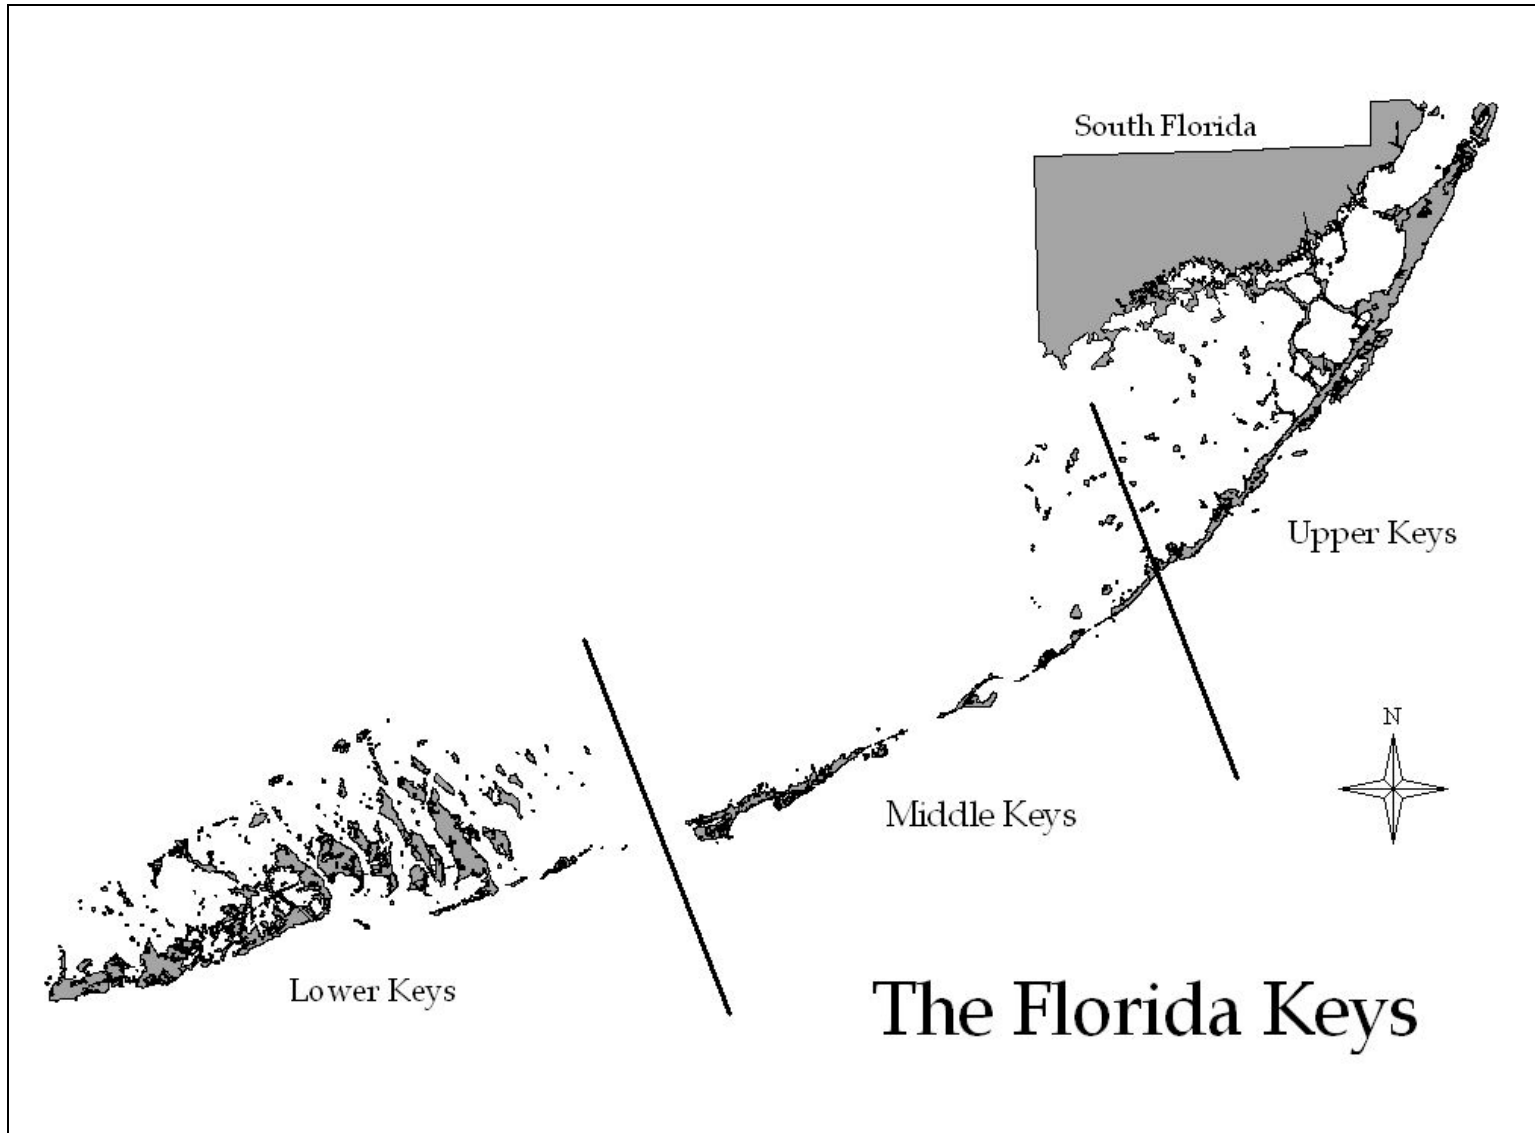 South Florida
Upper Keys
N
Middle Keys
Lower Keys
The Florida Keys